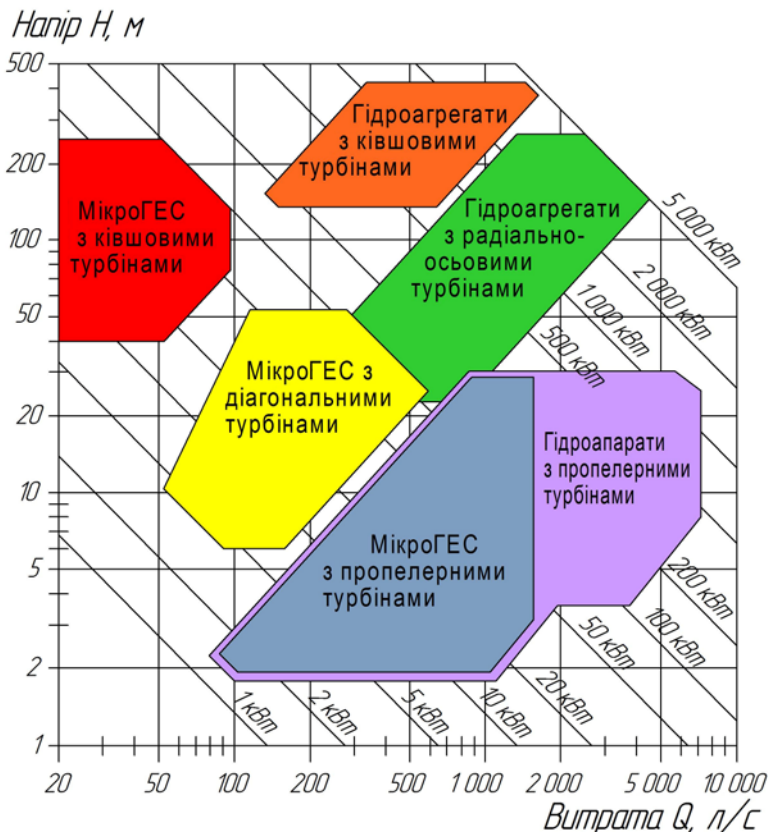 Напір H, м
500
200
100
50
20
10
5
2
1
20
50
100
200
500
1 000
2 000
5 000
10 000
Витрата Q, л/с
Гідроагрегати
з ківшовими
турбінами
МікроГЕС
з ківшовими
турбінами
Гідроагрегати
з радіально-
осьовими
турбінами
МікроГЕС з
діагональними
турбінами
Гідроапарати
з пропелерними
турбінами
МікроГЕС
з пропелерними
турбінами
5 000 кВт
2 000 кВт
1 000 кВт
500 кВт
200 кВт
100 кВт
50 кВт
20 кВт
10 кВт
5 кВт
2 кВт
1 кВт